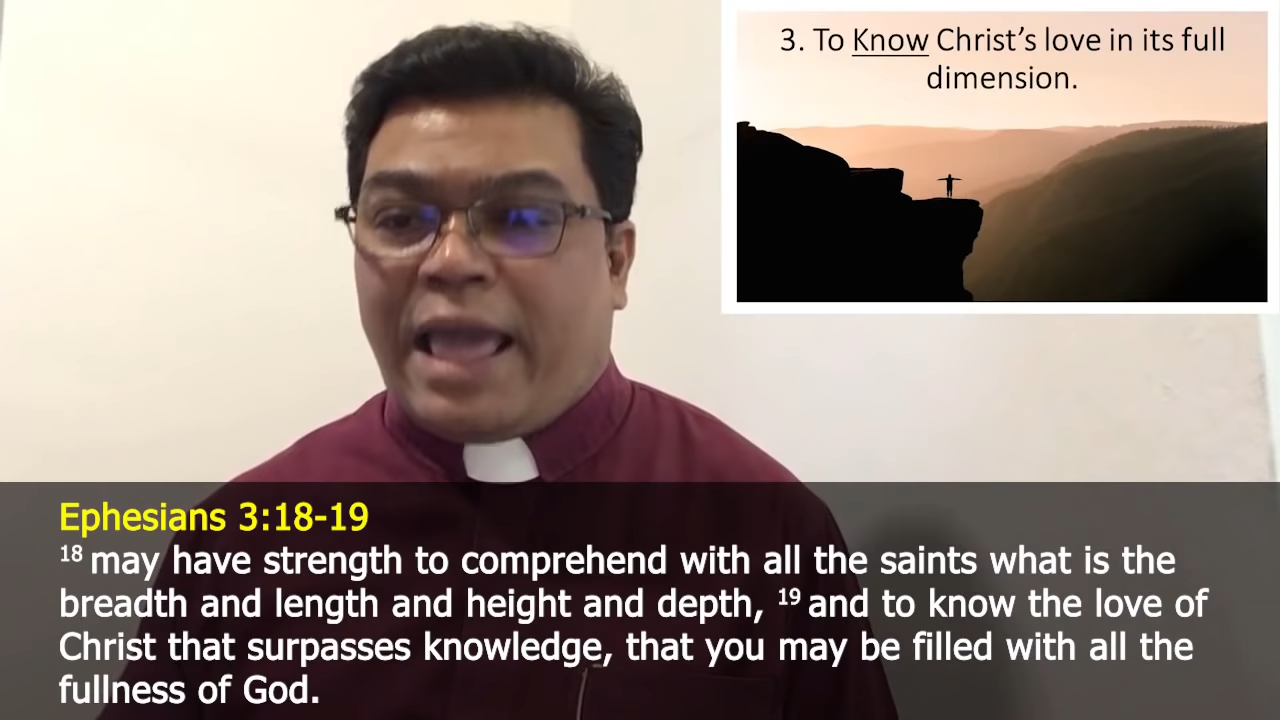 3. To Know Christ's love in its full
dimension.
Ephesians 3:18-19
18 may have strength to comprehend with all the saints what is the
breadth and length and height and depth, 19 and to know the love of
Christ that surpasses knowledge, that you may be filled with all the
fullness of God.